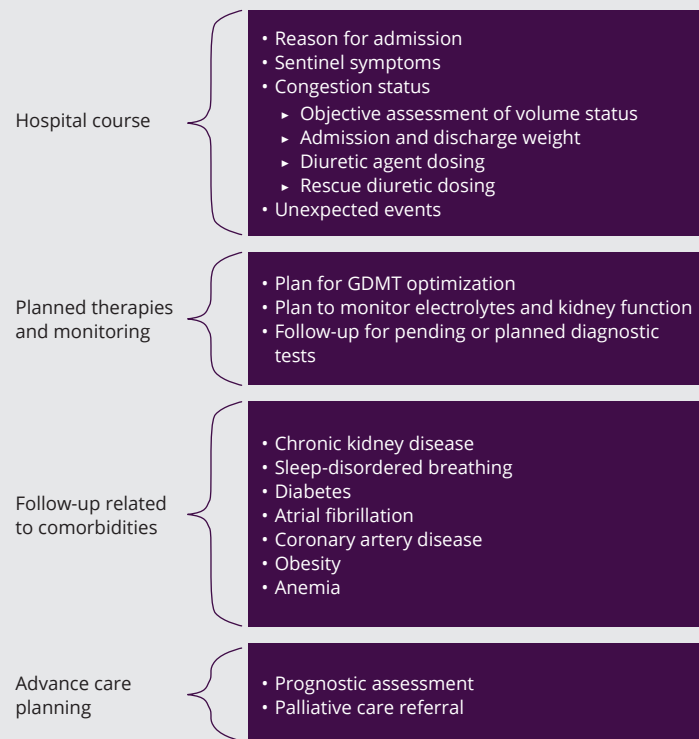 Hospital course
• Reason for admission
• Sentinel symptoms
• Congestion status
▸ Objective assessment of volume status
▸ Admission and discharge weight
▸ Diuretic agent dosing
▸ Rescue diuretic dosing
• Unexpected events
Planned therapies
and monitoring
• Plan for GDMT optimization
• Plan to monitor electrolytes and kidney function
• Follow-up for pending or planned diagnostic
tests
Follow-up related
to comorbidities
• Chronic kidney disease
• Sleep-disordered breathing
• Diabetes
• Atrial fibrillation
• Coronary artery disease
• Obesity
• Anemia
Advance care
planning
• Prognostic assessment
• Palliative care referral